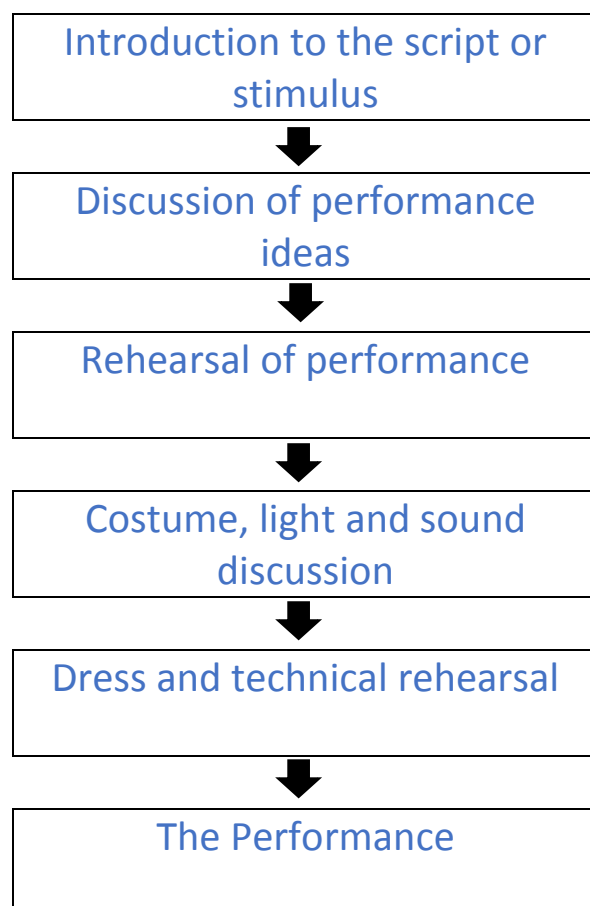 Introduction to the script or
stimulus
Discussion of performance
ideas
Rehearsal of performance
Costume, light and sound
discussion
Dress and technical rehearsal
The Performance